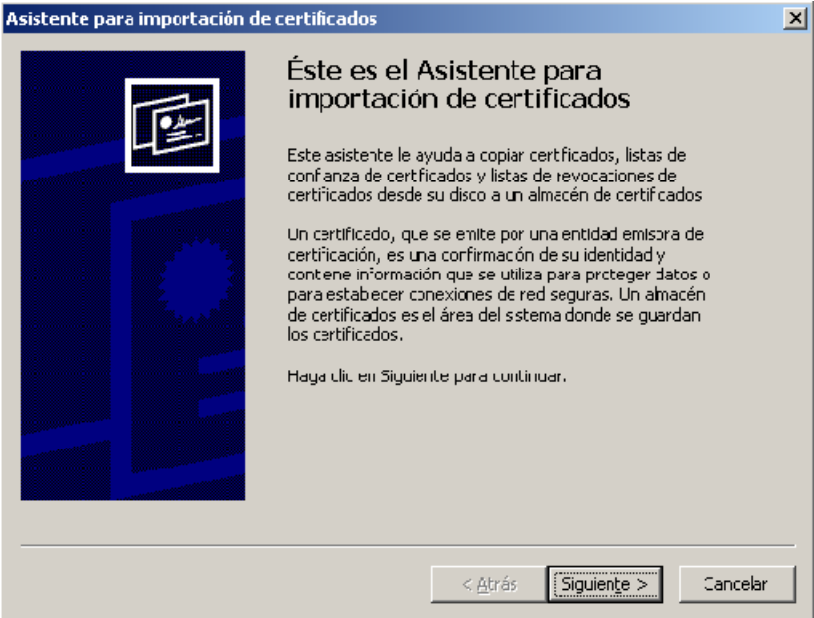 Asistente para importación de certificados
Éste es el Asistente para
importación de certificados
Este asistente le ayuda a copiar certificados, listas de
confianza de certificados y listas de revocaciones de
certificados desde su disco a un almacén de certificados
Un certificado, que se emite por una entidad emisora de
certificación, es una confirmación de su identidad y
contiene información que se utiliza para proteger datos o
para establecer conexiones de red seguras. Un almacén
de certificados es el área del sistema donde se guardan
los certificados.
Haga clic en Siguiente para continuar.
< Atrás
Siguiente >
Cancelar